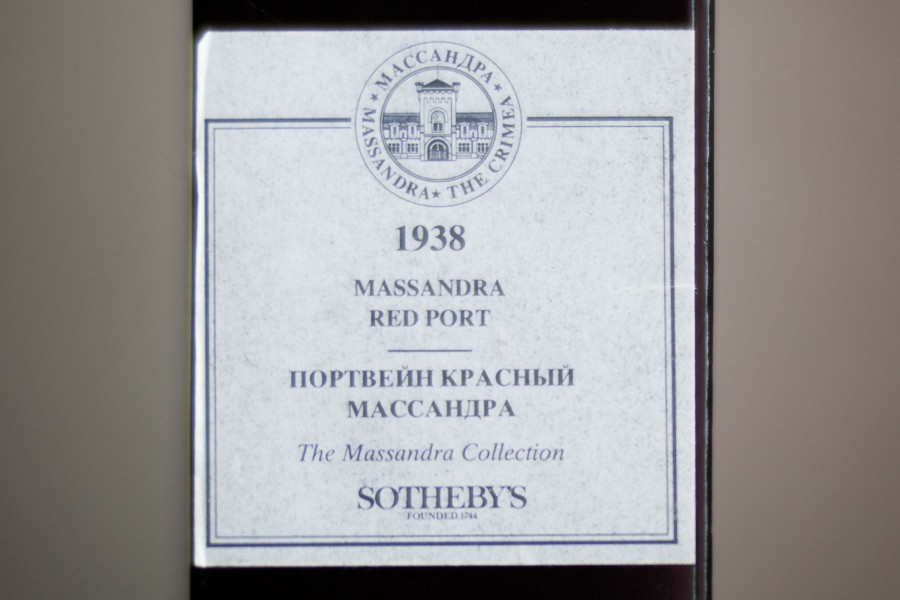 ★ МАССАНДРА ★
MASSANDRA ★ THE CRIMEA
1938
MASSANDRA
RED PORT
ПОРТВЕЙН КРАСНЫЙ
МАССАНДРА
The Massandra Collection
SOTHEBY'S
FOUNDED 1744